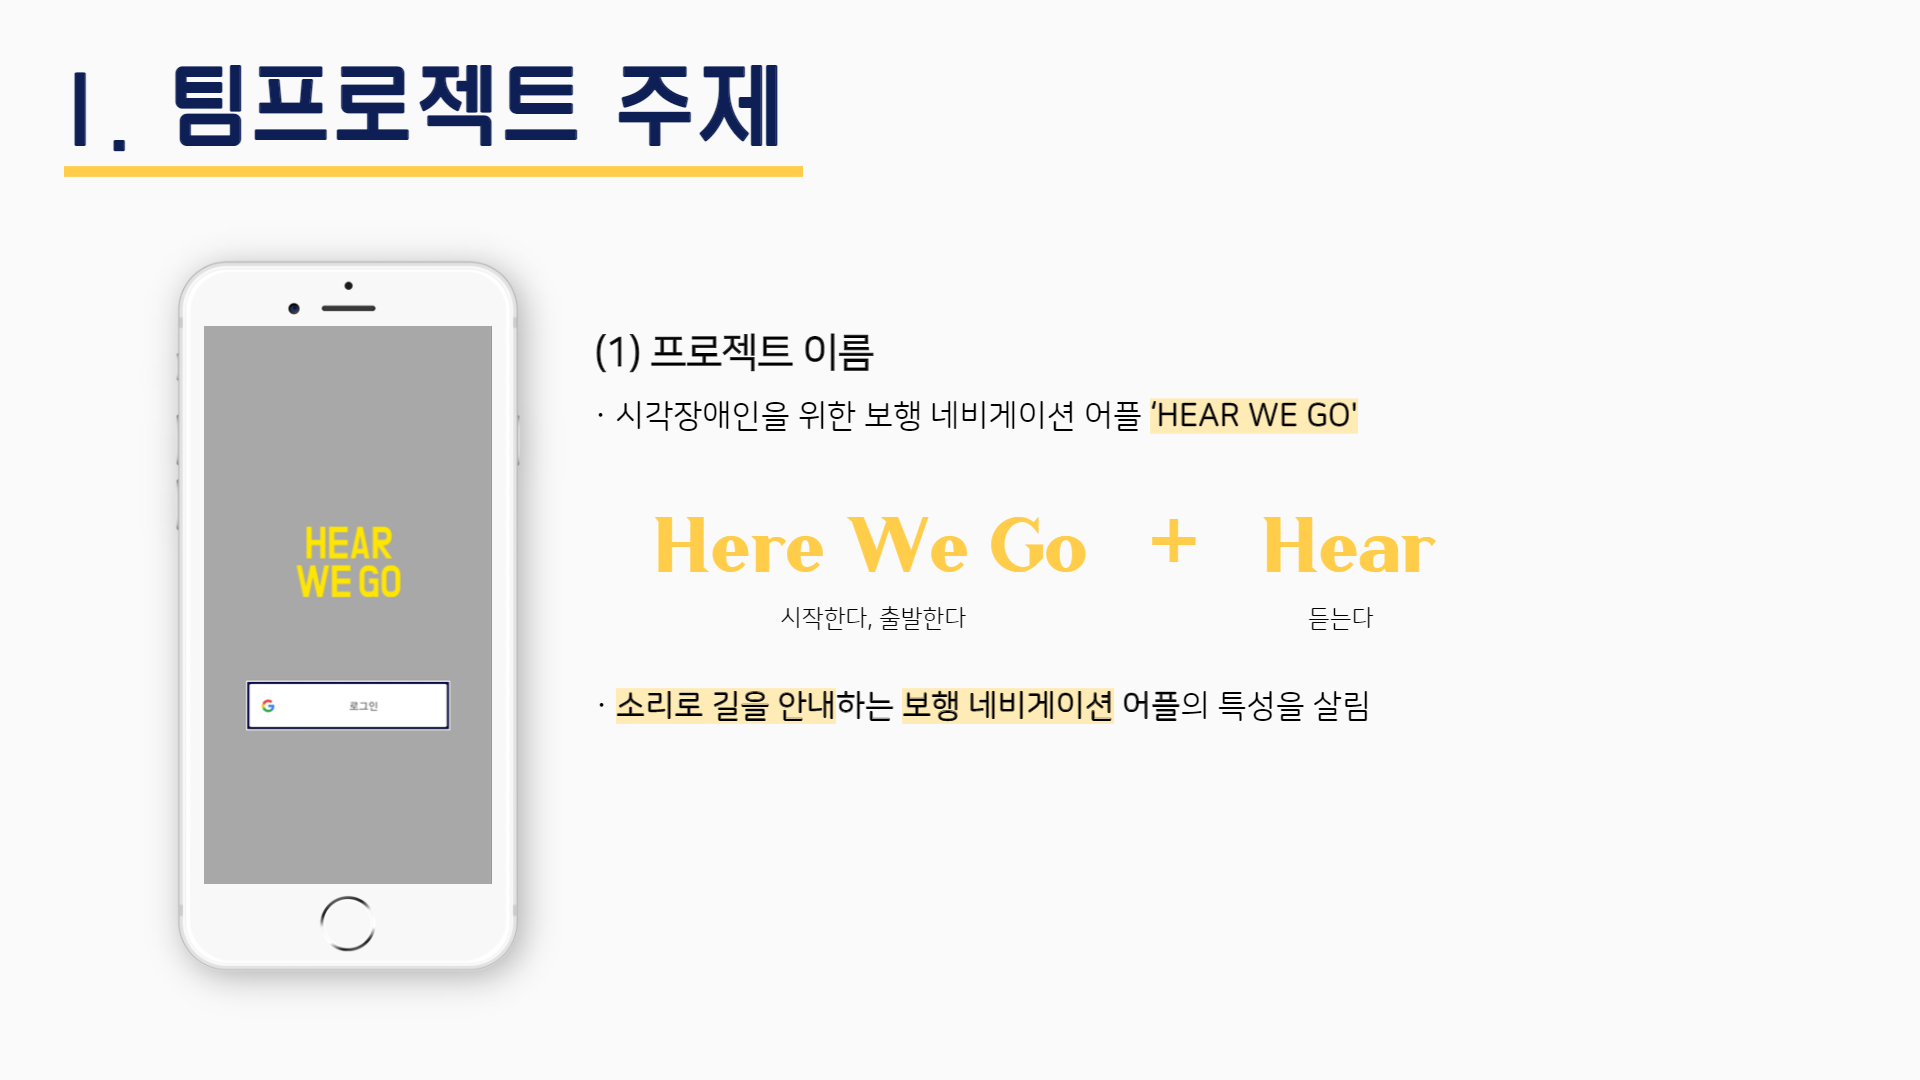 1. 팀프로젝트 주제
HEAR
WE GO
로그인
(1) 프로젝트 이름
· 시각장애인을 위한 보행 네비게이션 어플 ‘HEAR WE GO'
Here We Go + Hear
시작한다, 출발한다 듣는다
· 소리로 길을 안내하는 보행 네비게이션 어플의 특성을 살림